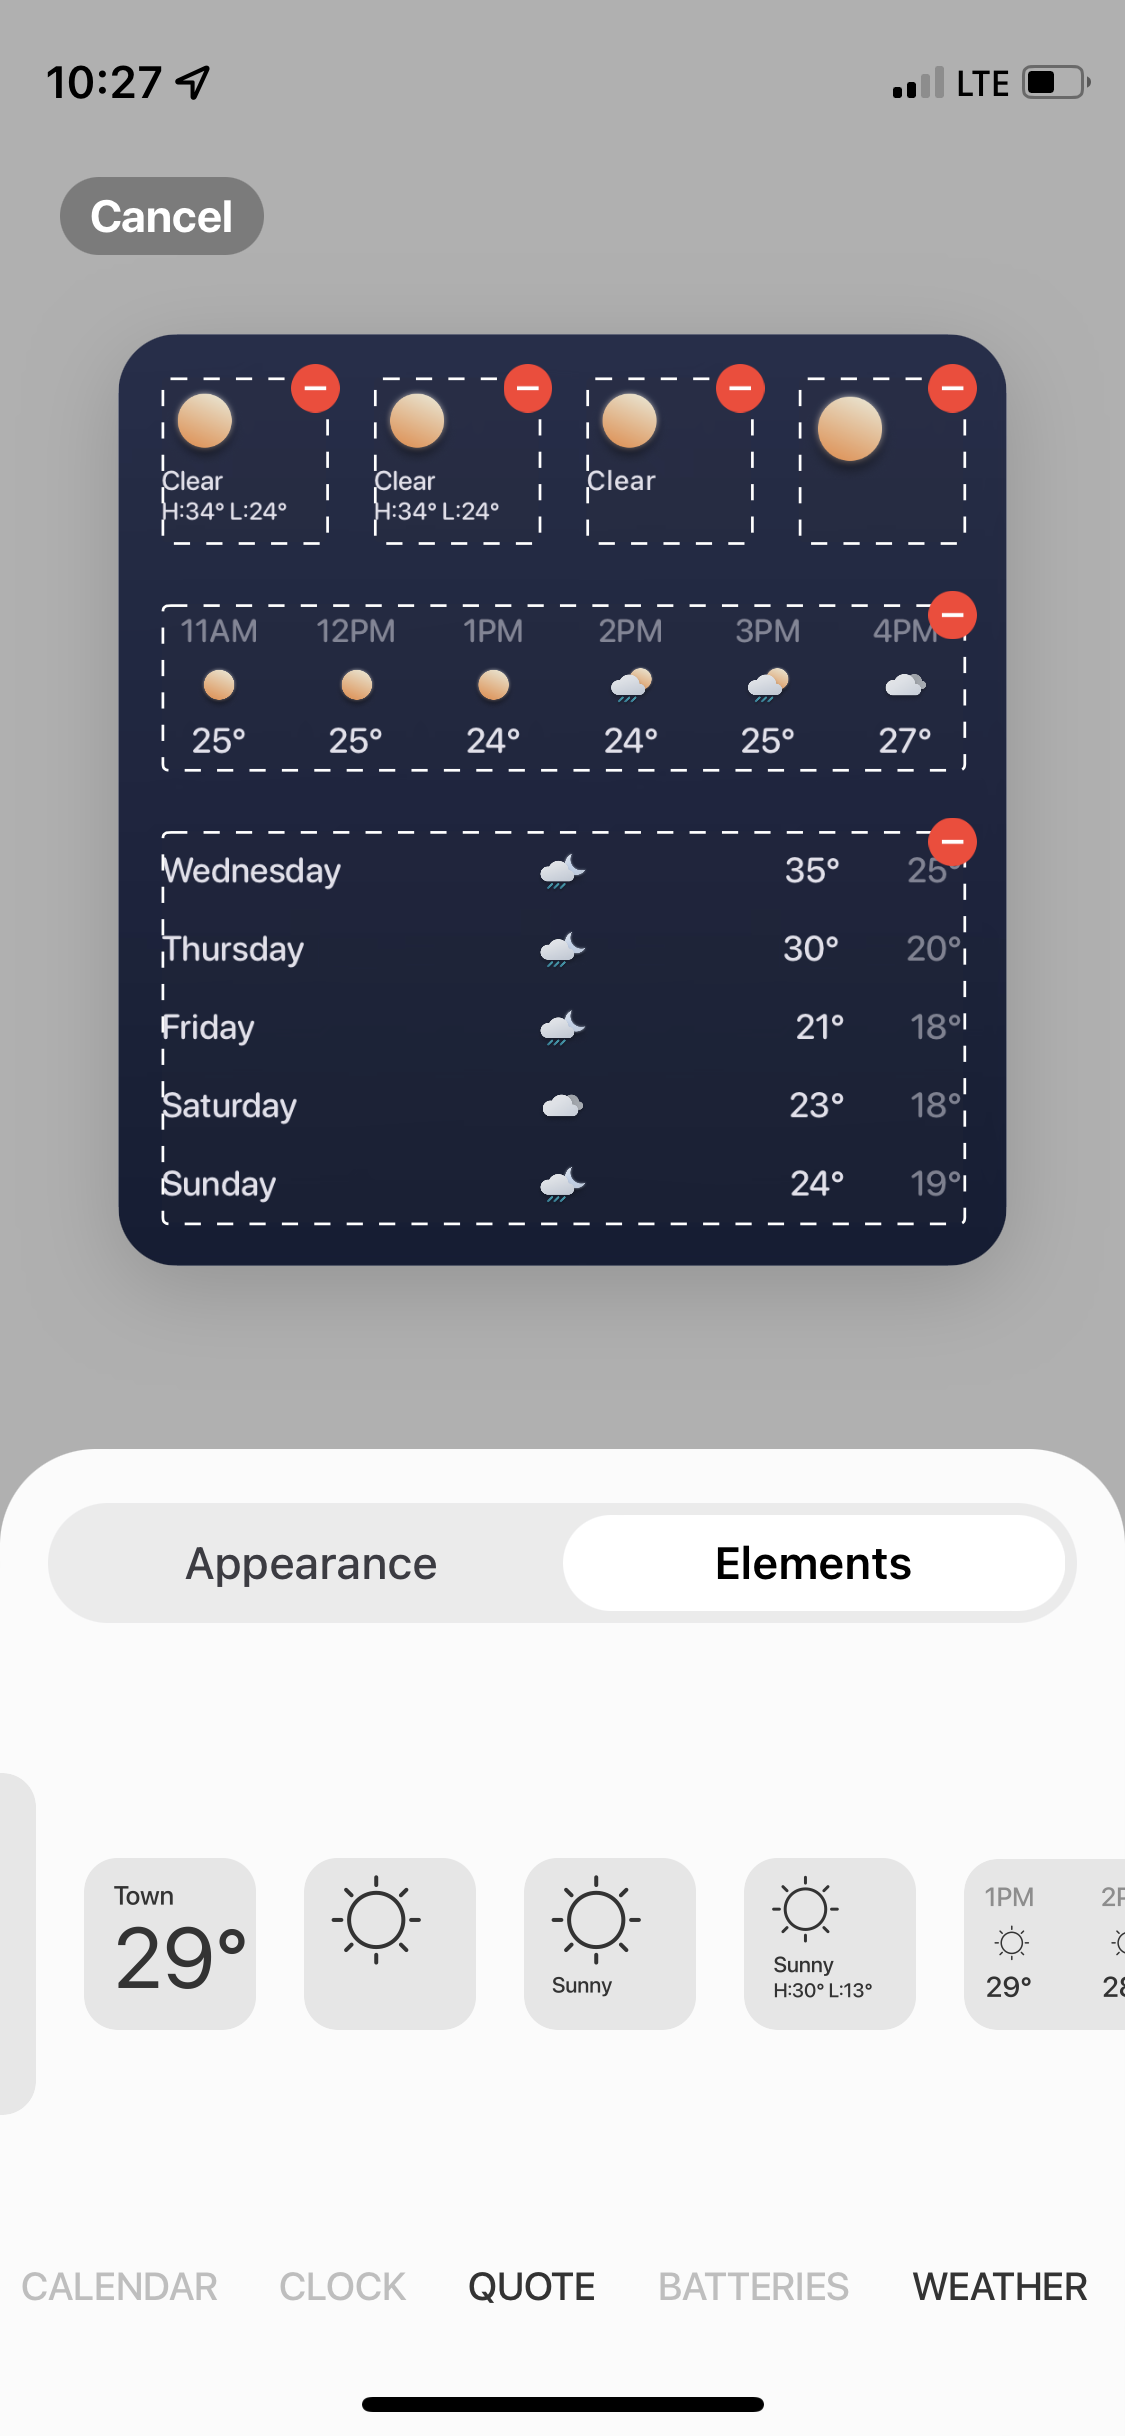 10:27 LTE
Cancel
Clear Clear Clear
H:34° L:24° H:34° L:24°
11AM 12PM 1PM 2PM 3PM 4PM
25° 25° 24° 24° 25° 27°
Wednesday 35° 25°
Thursday 30° 20°
Friday 21° 18°
Saturday 23° 18°
Sunday 24° 19°
Appearance Elements
Town
29°
Sunny
Sunny
H:30° L:13°
1PM
29°
CALENDAR CLOCK QUOTE BATTERIES WEATHER